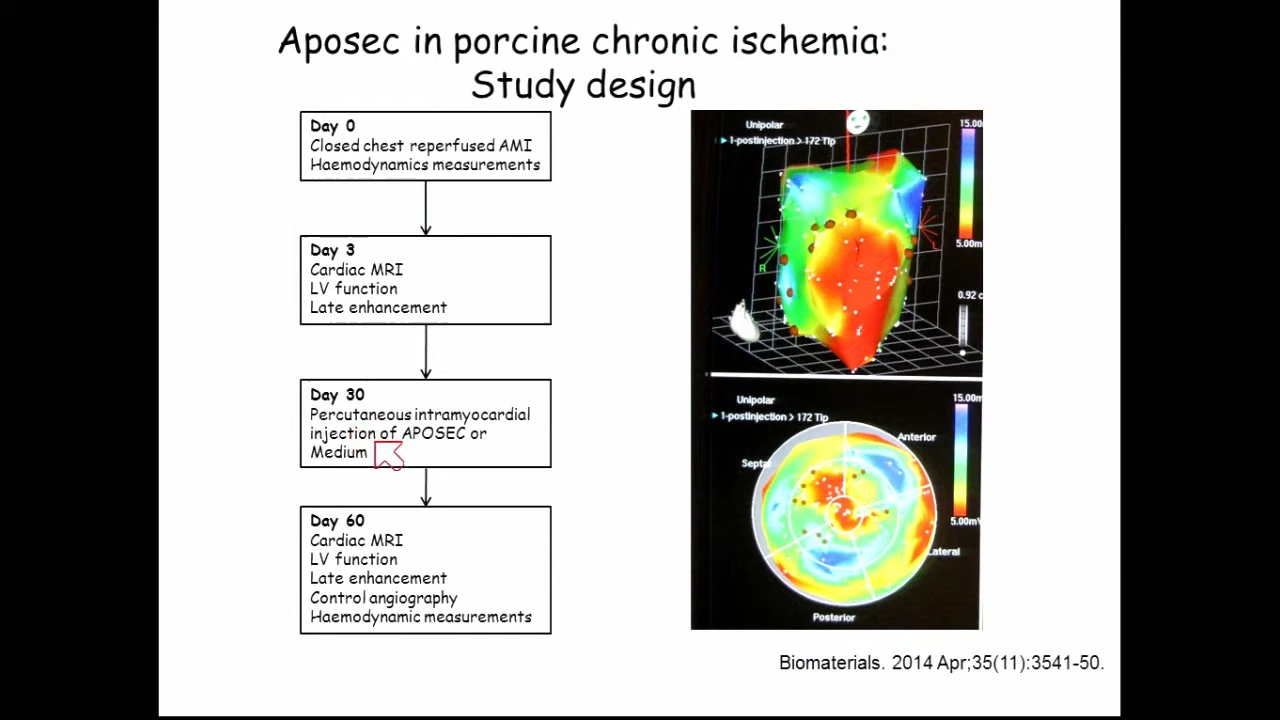 Aposec in porcine chronic ischemia:
Study design
Day 0
Closed chest reperfused AMI
Haemodynamics measurements
Day 3
Cardiac MRI
LV function
Late enhancement
Day 30
Percutaneous intramyocardial
injection of APOSEC or
Medium
Day 60
Cardiac MRI
LV function
Late enhancement
Control angiography
Haemodynamic measurements
Unipolar
1-postinjection > 172 Tip
15.00m
5.00m
R
0.92 c
Unipolar
1-postinjection > 172 Tip
15.00m
Anterior
Septal
5.00mV
Lateral
Posterior
Biomaterials. 2014 Apr;35(11):3541-50.